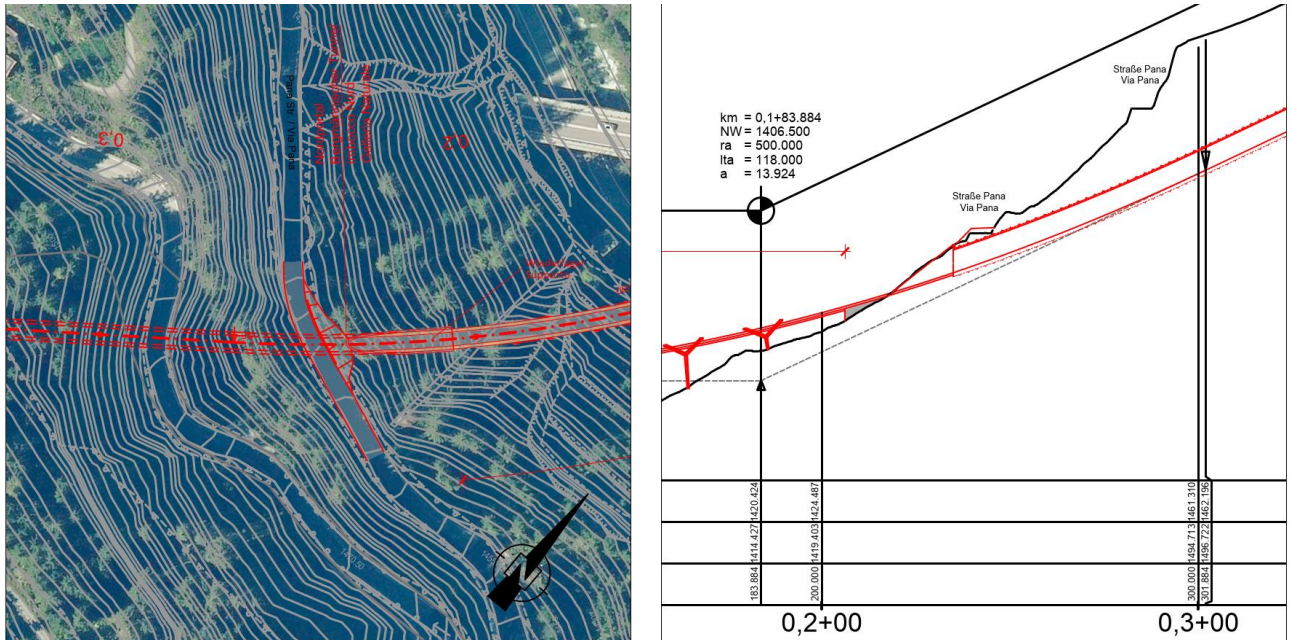 0,3
Pana Str. / Via Pana
0,2
Widerlager
1450.50
km = 0,1+83.884
NW = 1406.500
ra = 500.000
lta = 118.000
a = 13.924
Straße Pana
Via Pana
Straße Pana
Via Pana
1420.424
1424.487
1461.310
1462.196
1414.427
1419.403
1494.713
1496.722
183.884
200.000
300.000
301.884
0,2+00
0,3+00